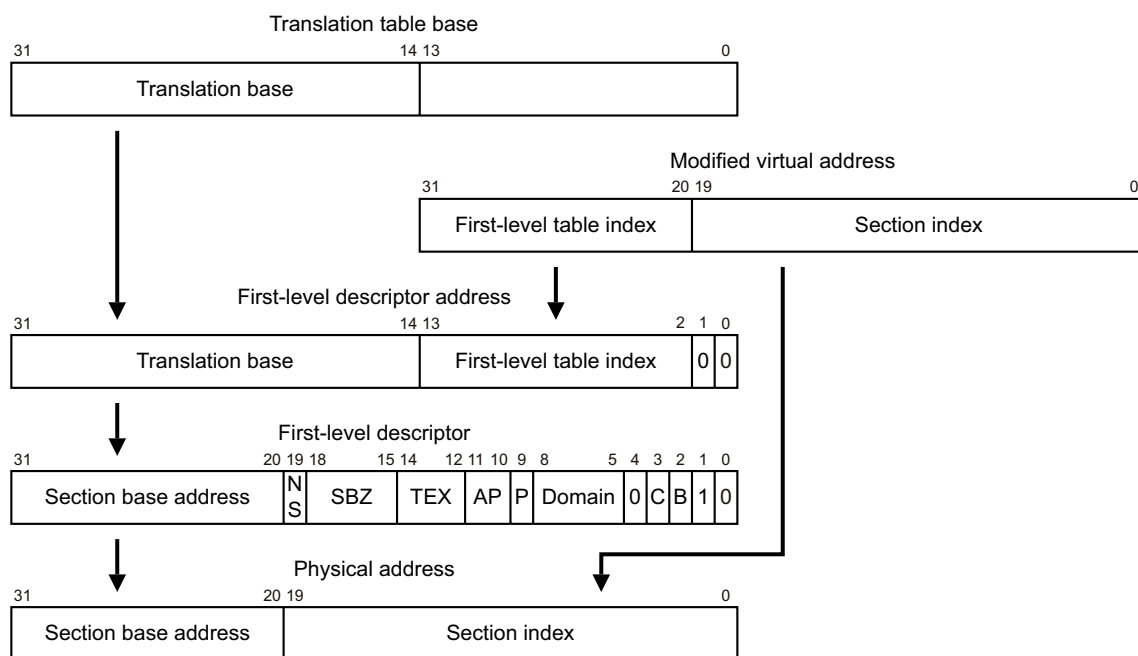 Translation table base
31 14 13 0
Translation base
Modified virtual address
31 20 19 0
First-level table index Section index
First-level descriptor address
31 14 13 2 1 0
Translation base First-level table index 0 0
First-level descriptor
31 20 19 18 15 14 12 11 10 9 8 5 4 3 2 1 0
Section base address N S SBZ TEX AP P Domain 0 C B 1 0
Physical address
31 20 19 0
Section base address Section index